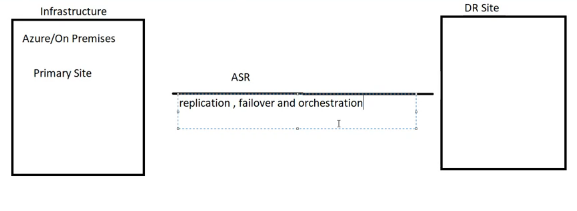 Infrastructure
Azure/On Premises
Primary Site
ASR
replication , failover and orchestration
DR Site